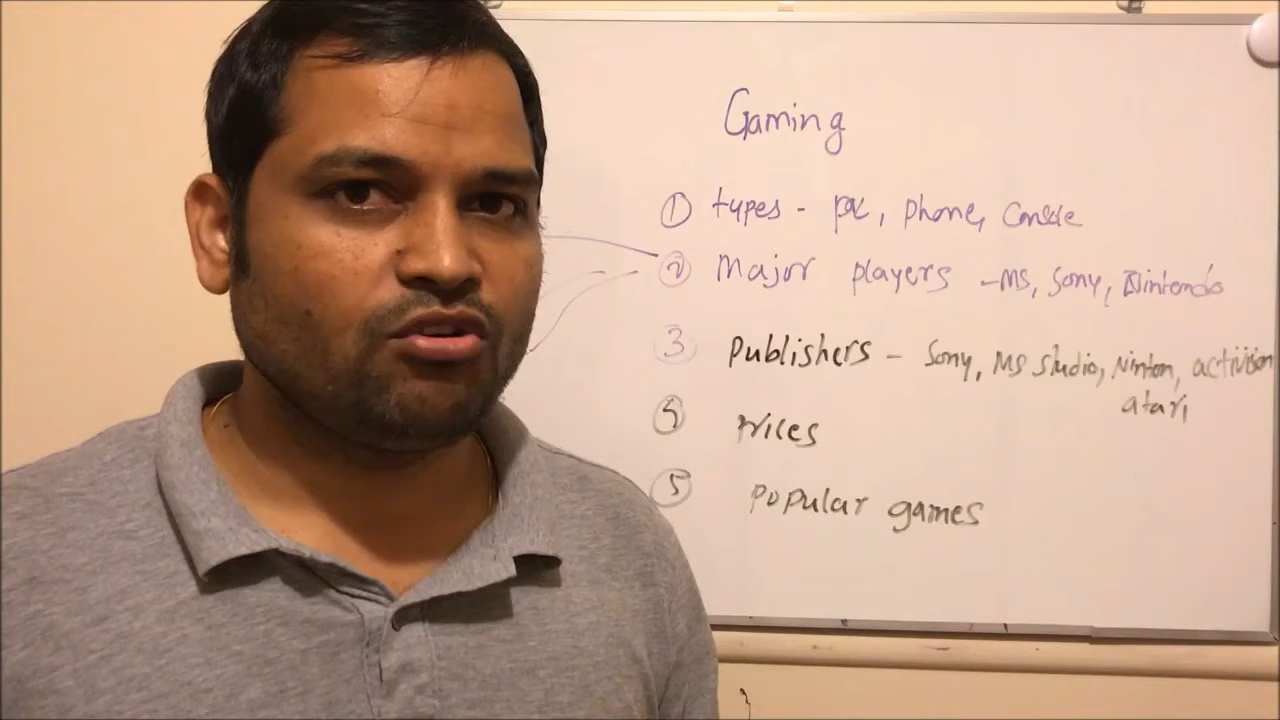 Gaming
① types - pc, phone, console
② Major players - MS, Sony, Nintendo
③ Publishers - Sony, MS studio, Ninton, activision
atari,
④ Prices
⑤ Popular games